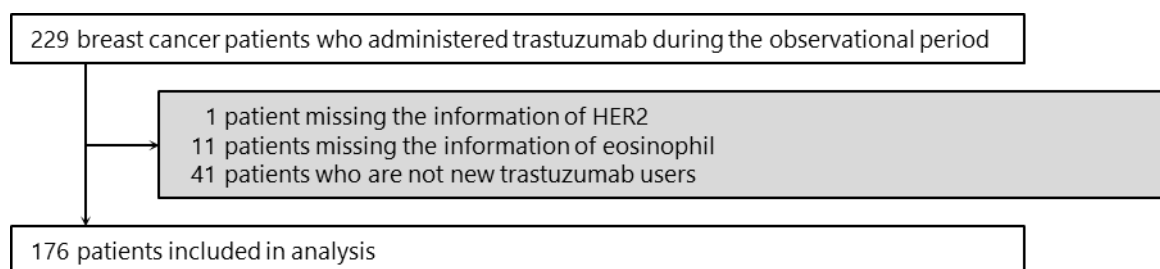 229 breast cancer patients who administered trastuzumab during the observational period
1 patient missing the information of HER2
11 patients missing the information of eosinophil
41 patients who are not new trastuzumab users
176 patients included in analysis